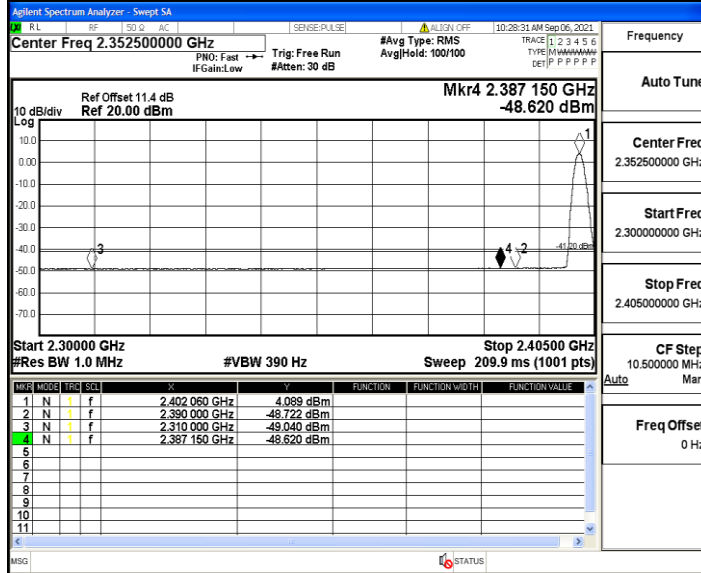 Agilent Spectrum Analyzer - Swept SA
RL RF 50 Ω AC SENSE:PULSE ALIGN OFF 10:28:31 AM Sep 06, 2021
Center Freq 2.352500000 GHz
PNO: Fast
IFGain:Low
Trig: Free Run
#Atten: 30 dB
#Avg Type: RMS
Avg|Hold: 100/100
TRACE 1 2 3 4 5 6
TYPE
DET P P P P P P
Frequency
Auto Tune
Center Freq
2.352500000 GHz
Start Freq
2.300000000 GHz
Stop Freq
2.405000000 GHz
CF Step
10.500000 MHz
Auto Man
Freq Offset
0 Hz
Mkr4 2.387 150 GHz
-48.620 dBm
Ref Offset 11.4 dB
10 dB/div Ref 20.00 dBm
Log
10.0
0.00
-10.0
-20.0
-30.0
-40.0
-50.0
-60.0
-70.0
1
3
4
2
-41.20 dBm
Start 2.30000 GHz Stop 2.40500 GHz
#Res BW 1.0 MHz #VBW 390 Hz Sweep 209.9 ms (1001 pts)
MKR MODE TRC SCL X Y FUNCTION FUNCTION WIDTH FUNCTION VALUE
1 N 1 f 2.402 060 GHz 4.089 dBm
2 N 1 f 2.390 000 GHz -48.722 dBm
3 N 1 f 2.310 000 GHz -49.040 dBm
4 N 1 f 2.387 150 GHz -48.620 dBm
5
6
7
8
9
10
11
MSG STATUS